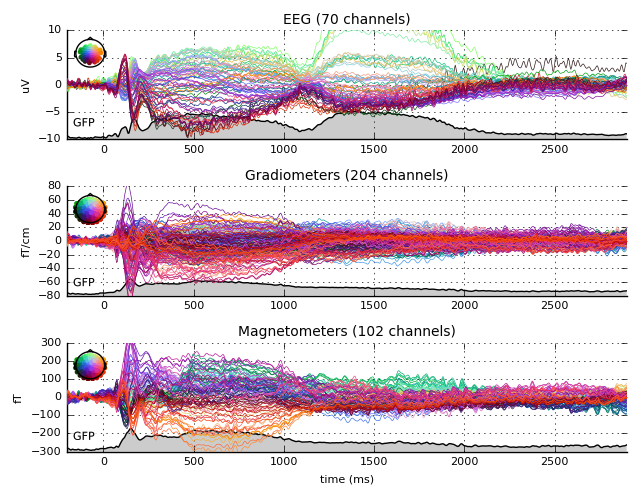 EEG (70 channels)
10
5
0
−5
−10
uV
GFP
0 500 1000 1500 2000 2500
Gradiometers (204 channels)
80
60
40
20
0
−20
−40
−60
−80
fT/cm
GFP
0 500 1000 1500 2000 2500
Magnetometers (102 channels)
300
200
100
0
−100
−200
−300
fT
GFP
0 500 1000 1500 2000 2500
time (ms)